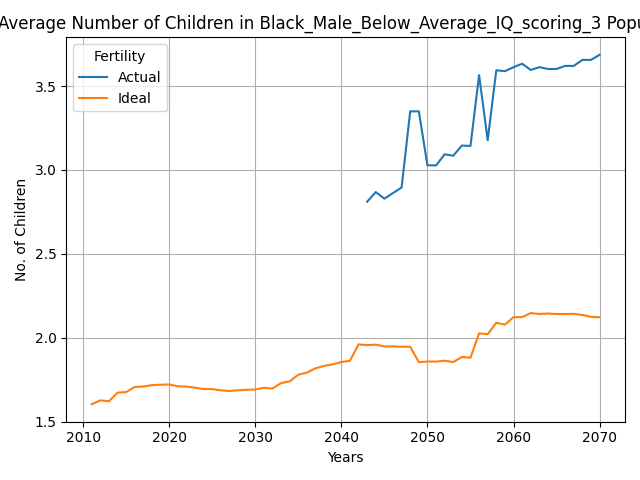 Average Number of Children in Black_Male_Below_Average_IQ_scoring_3 Popu
Fertility
Actual
Ideal
3.5
3.0
2.5
2.0
1.5
No. of Children
2010 2020 2030 2040 2050 2060 2070
Years